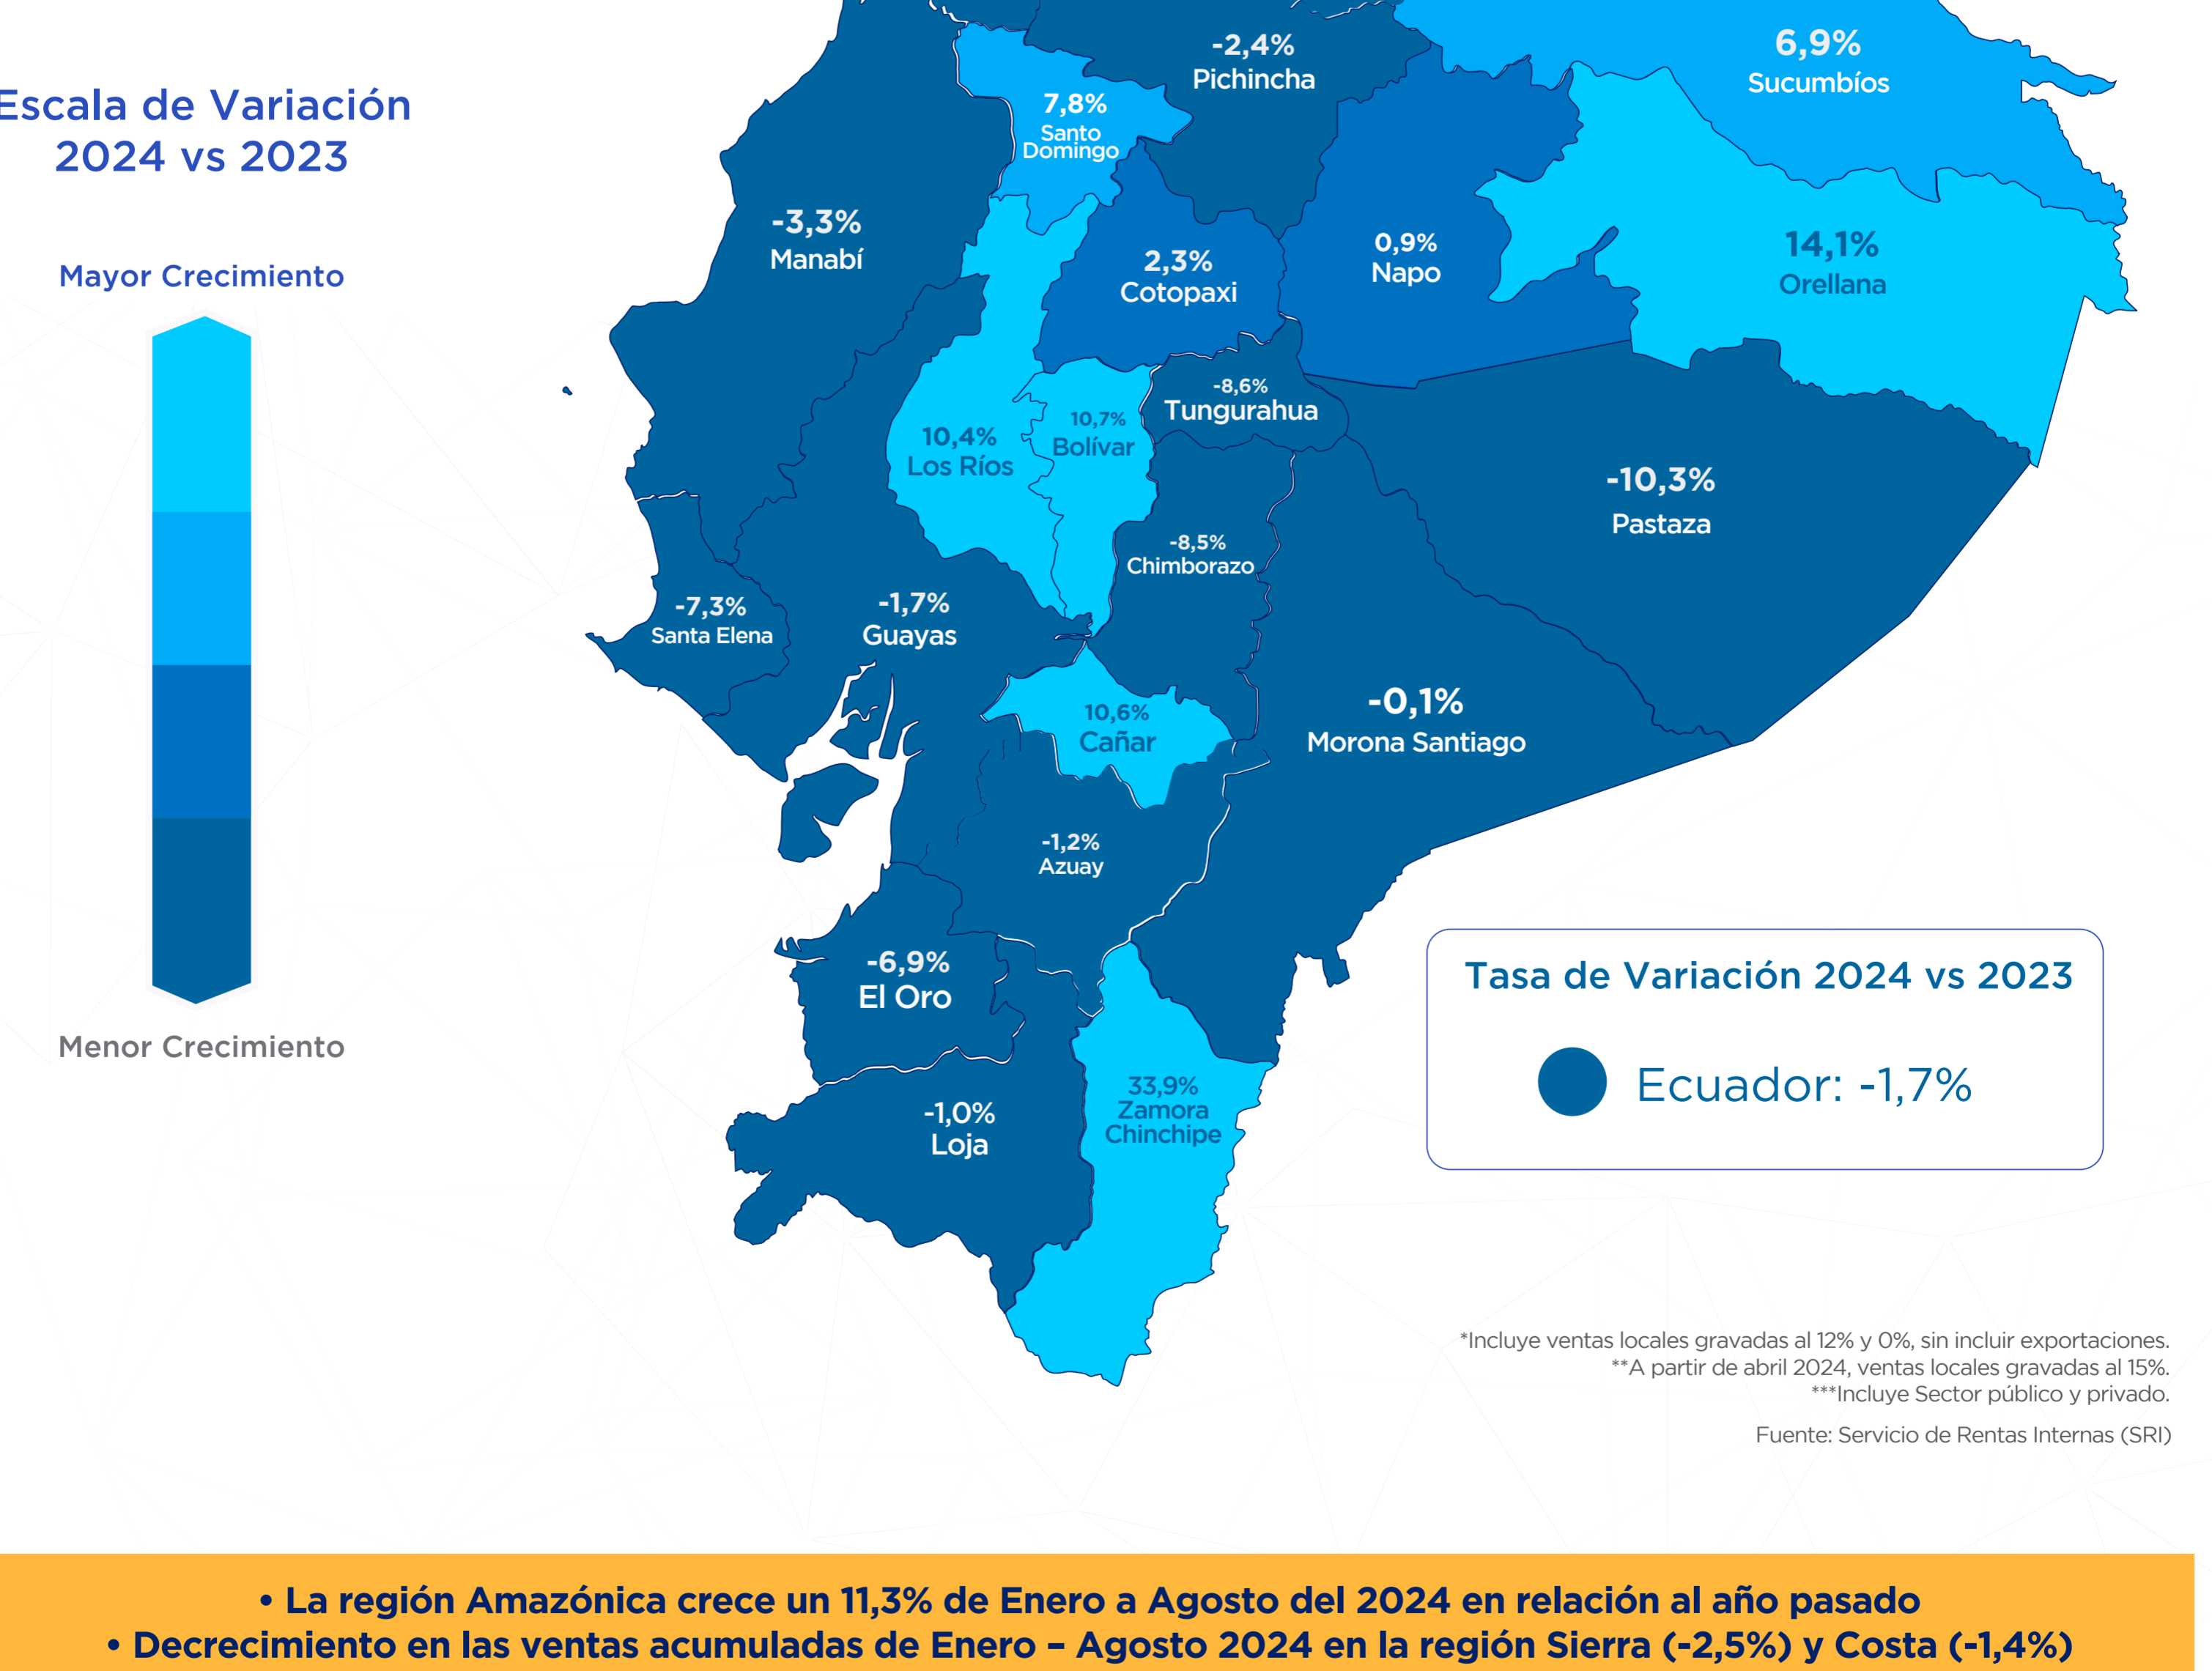 Escala de Variación
2024 vs 2023
Mayor Crecimiento
Menor Crecimiento
-2,4%
Pichincha
6,9%
Sucumbíos
7,8%
Santo
Domingo
-3,3%
Manabí
2,3%
Cotopaxi
0,9%
Napo
14,1%
Orellana
-8,6%
Tungurahua
10,4%
Los Ríos
10,7%
Bolívar
-10,3%
Pastaza
-8,5%
Chimborazo
-7,3%
Santa Elena
-1,7%
Guayas
10,6%
Cañar
-0,1%
Morona Santiago
-1,2%
Azuay
-6,9%
El Oro
-1,0%
Loja
33,9%
Zamora
Chinchipe
Tasa de Variación 2024 vs 2023
Ecuador: -1,7%
*Incluye ventas locales gravadas al 12% y 0%, sin incluir exportaciones.
**A partir de abril 2024, ventas locales gravadas al 15%.
***Incluye Sector público y privado.
Fuente: Servicio de Rentas Internas (SRI)
• La región Amazónica crece un 11,3% de Enero a Agosto del 2024 en relación al año pasado
• Decrecimiento en las ventas acumuladas de Enero – Agosto 2024 en la región Sierra (-2,5%) y Costa (-1,4%)